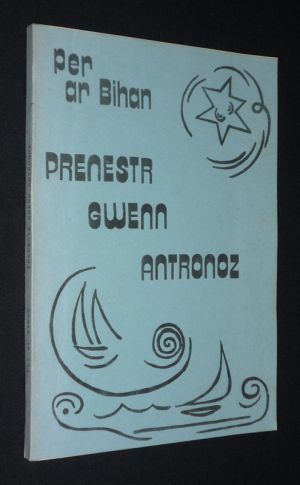 per
ar Bihan
PRENESTR
GWENN
ANTRONOZ